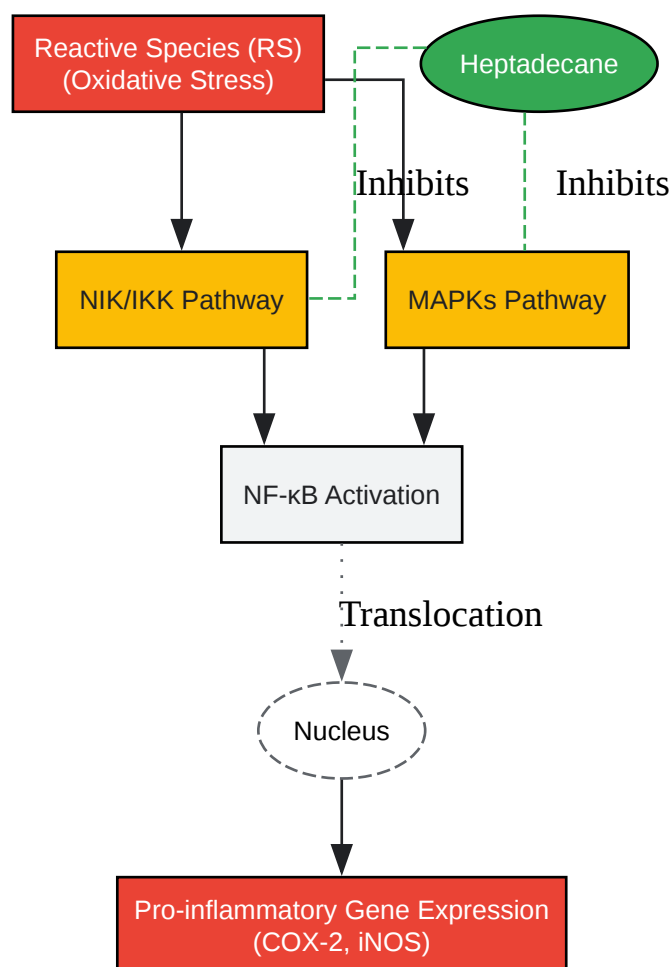 Reactive Species (RS)
(Oxidative Stress)
Heptadecane
Inhibits
Inhibits
NIK/IKK Pathway
MAPKs Pathway
NF-κB Activation
Translocation
Nucleus
Pro-inflammatory Gene Expression
(COX-2, iNOS)